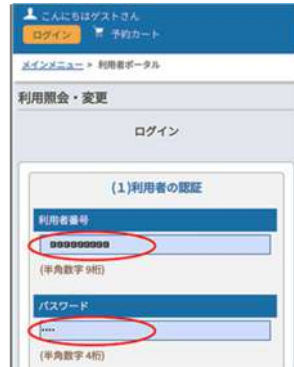 こんにちはゲストさん
ログイン 予約カート
メインメニュー > 利用者ポータル
利用照会・変更
ログイン
(1)利用者の認証
利用者番号
(半角数字 9桁)
パスワード
••••
(半角数字 4桁)